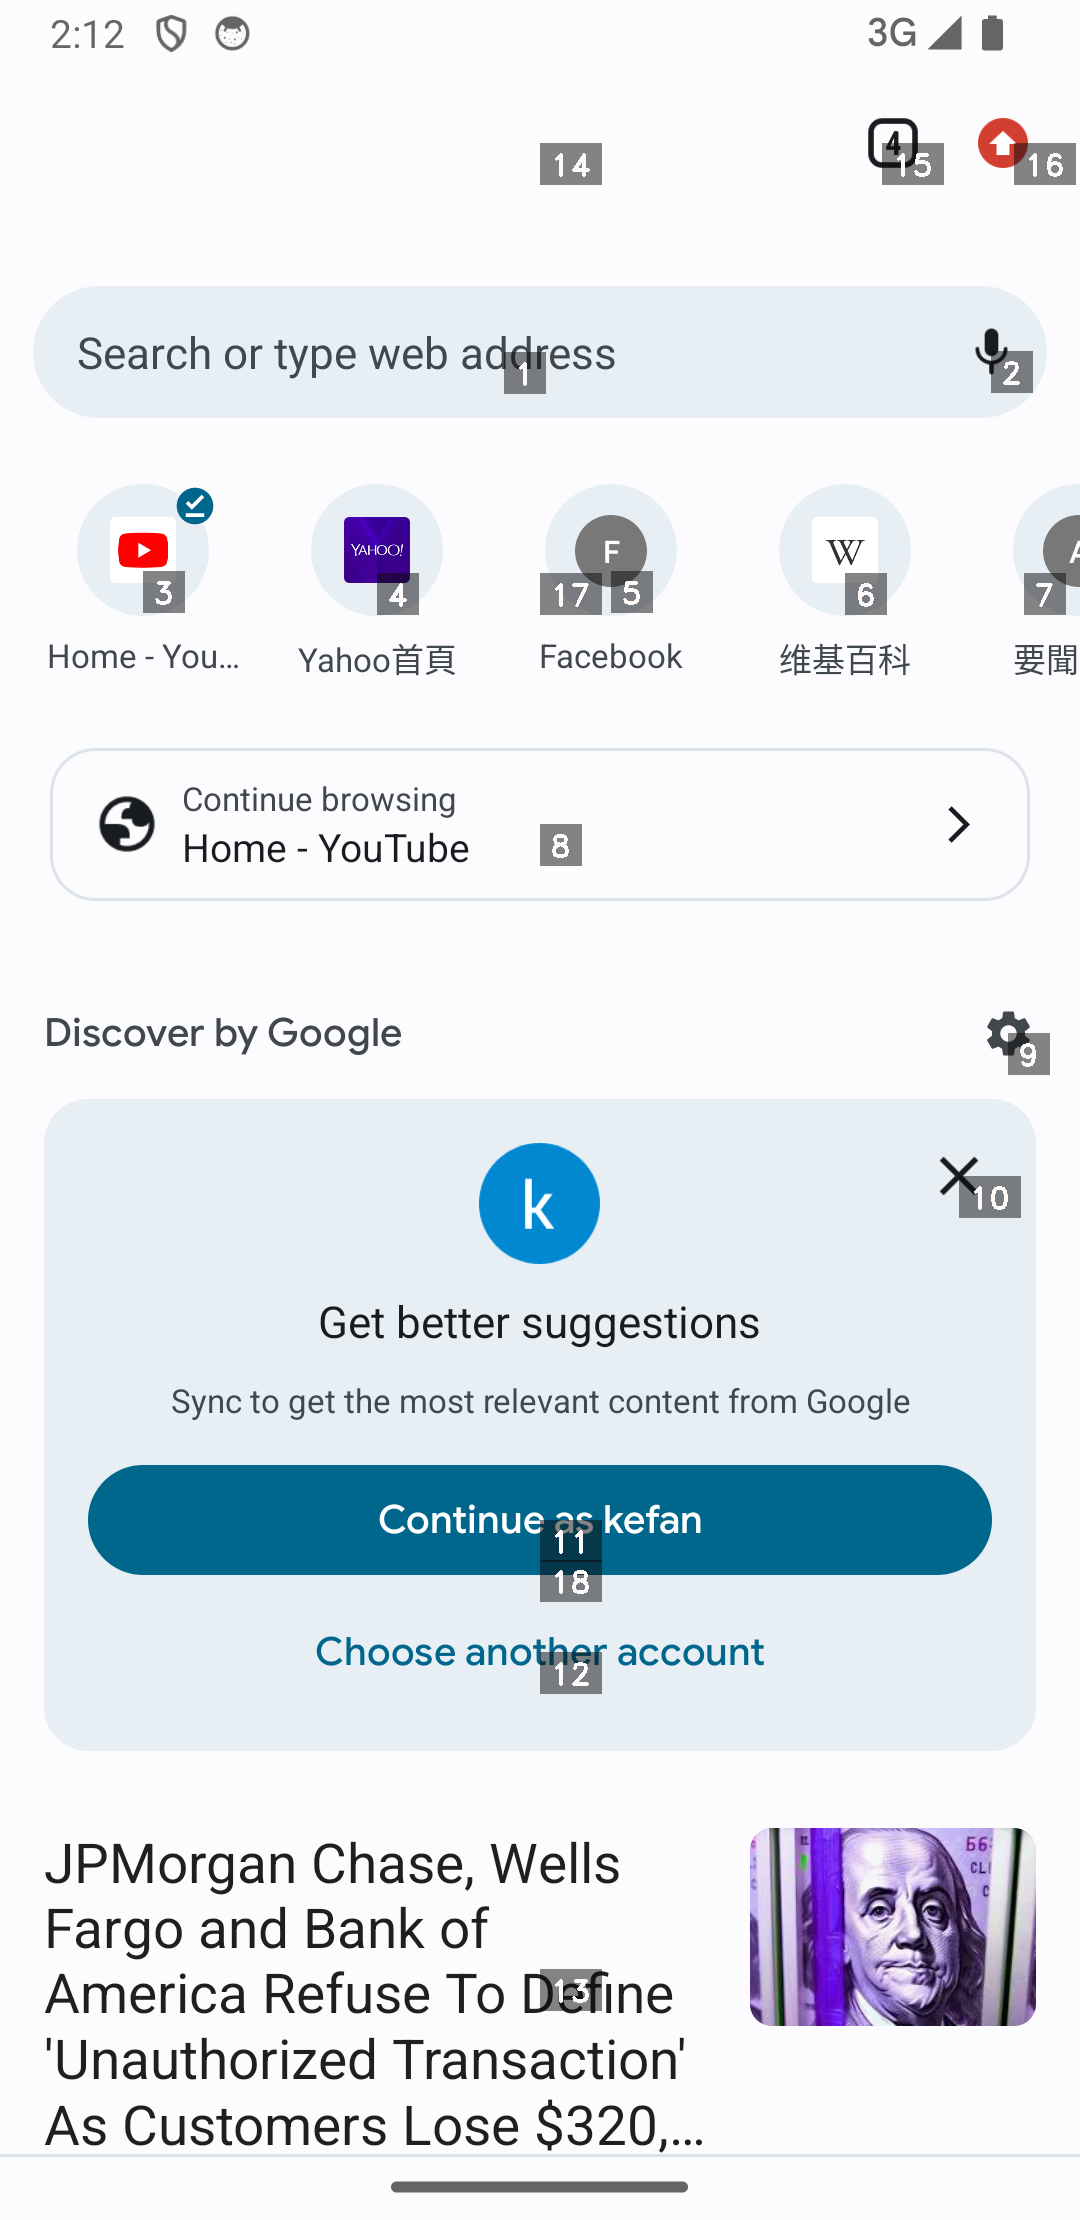 2:12
3G
14
4
15
16
Search or type web address
1
2
YAHOO!
F
W
A
3
4
17
5
6
7
Home - You...
Yahoo首頁
Facebook
维基百科
要聞
Continue browsing
Home - YouTube
8
Discover by Google
9
k
10
Get better suggestions
Sync to get the most relevant content from Google
Continue as kefan
11
18
Choose another account
12
JPMorgan Chase, Wells
Fargo and Bank of
America Refuse To Define
13
'Unauthorized Transaction'
As Customers Lose $320,...